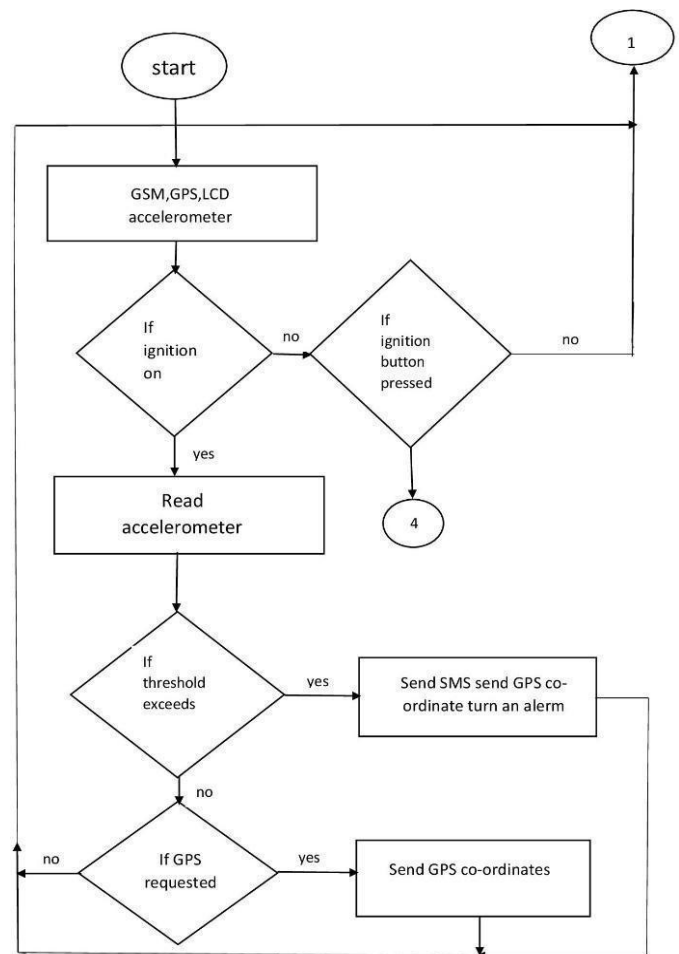 1
start
GSM,GPS,LCD
accelerometer
If
ignition
on
no
If
ignition
button
pressed
no
yes
4
Read
accelerometer
If
threshold
exceeds
yes
Send SMS send GPS co-
ordinate turn an alerm
no
If GPS
requested
no
yes
Send GPS co-ordinates